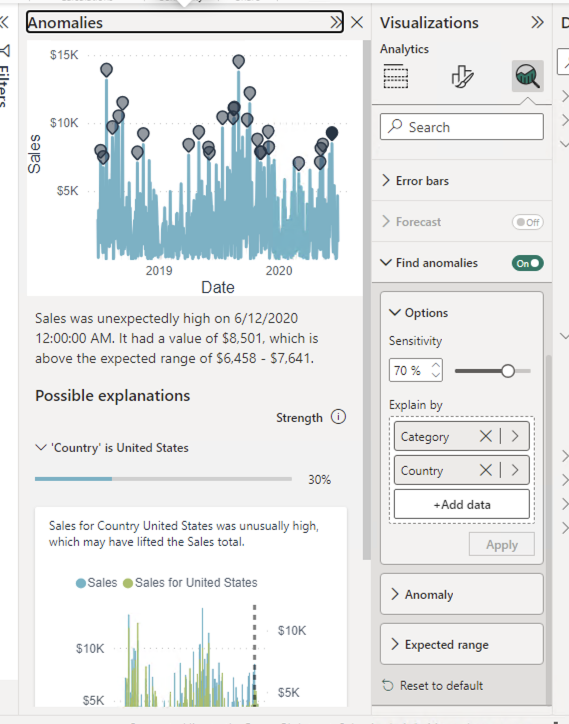 Filters
Anomalies
$15K
$10K
$5K
Sales
2019
2020
Date
Sales was unexpectedly high on 6/12/2020
12:00:00 AM. It had a value of $8,501, which is
above the expected range of $6,458 - $7,641.
Possible explanations
Strength
'Country' is United States
30%
Sales for Country United States was unusually high,
which may have lifted the Sales total.
Sales
Sales for United States
$10K
$10K
$5K
$5K
Visualizations
Analytics
Search
Error bars
Forecast
Off
Find anomalies
On
Options
Sensitivity
70 %
Explain by
Category
Country
+Add data
Apply
Anomaly
Expected range
Reset to default